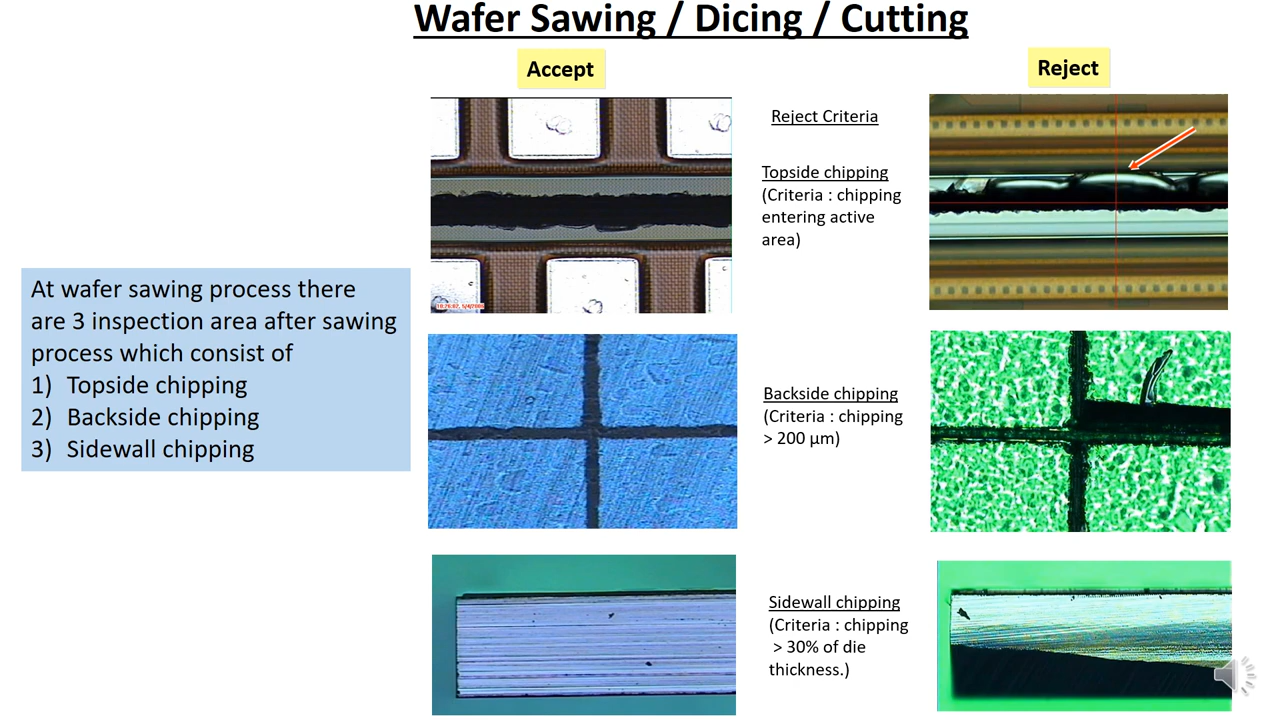 Wafer Sawing / Dicing / Cutting
Accept
Reject
At wafer sawing process there
are 3 inspection area after sawing
process which consist of
1) Topside chipping
2) Backside chipping
3) Sidewall chipping
Reject Criteria
Topside chipping
(Criteria : chipping
entering active
area)
Backside chipping
(Criteria : chipping
> 200 µm)
Sidewall chipping
(Criteria : chipping
> 30% of die
thickness.)